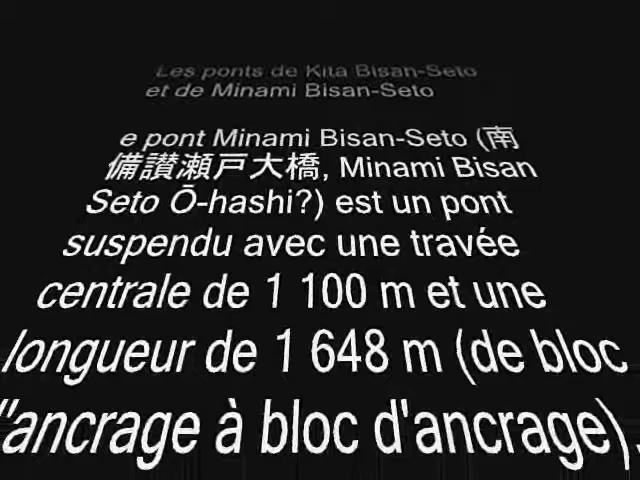 Les ponts de Kita Bisan-Seto
et de Minami Bisan-Seto
e pont Minami Bisan-Seto (南
備讃瀬戸大橋, Minami Bisan
Seto Ō-hashi?) est un pont
suspendu avec une travée
centrale de 1 100 m et une
longueur de 1 648 m (de bloc
"ancrage à bloc d'ancrage).